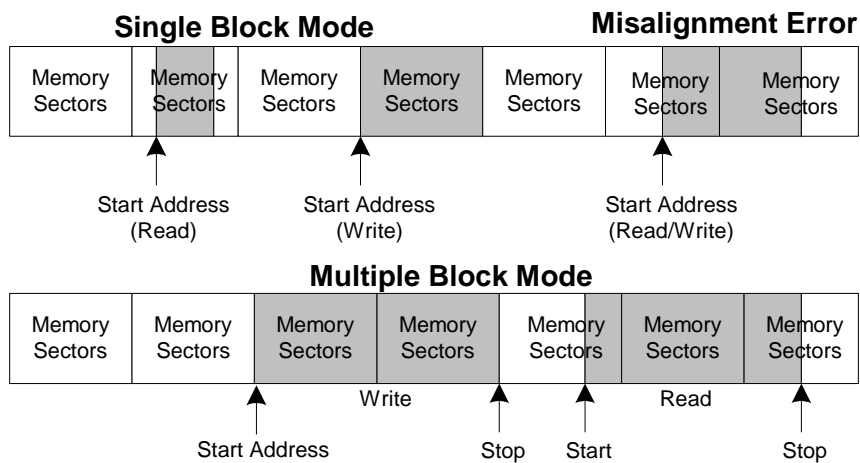 Single Block Mode
Misalignment Error
Memory Sectors
Memory Sectors
Memory Sectors
Memory Sectors
Memory Sectors
Memory Sectors
Memory Sectors
Start Address
(Read)
Start Address
(Write)
Start Address
(Read/Write)
Multiple Block Mode
Memory Sectors
Memory Sectors
Memory Sectors
Memory Sectors
Memory Sectors
Memory Sectors
Memory Sectors
Write
Read
Start Address
Stop
Start
Stop